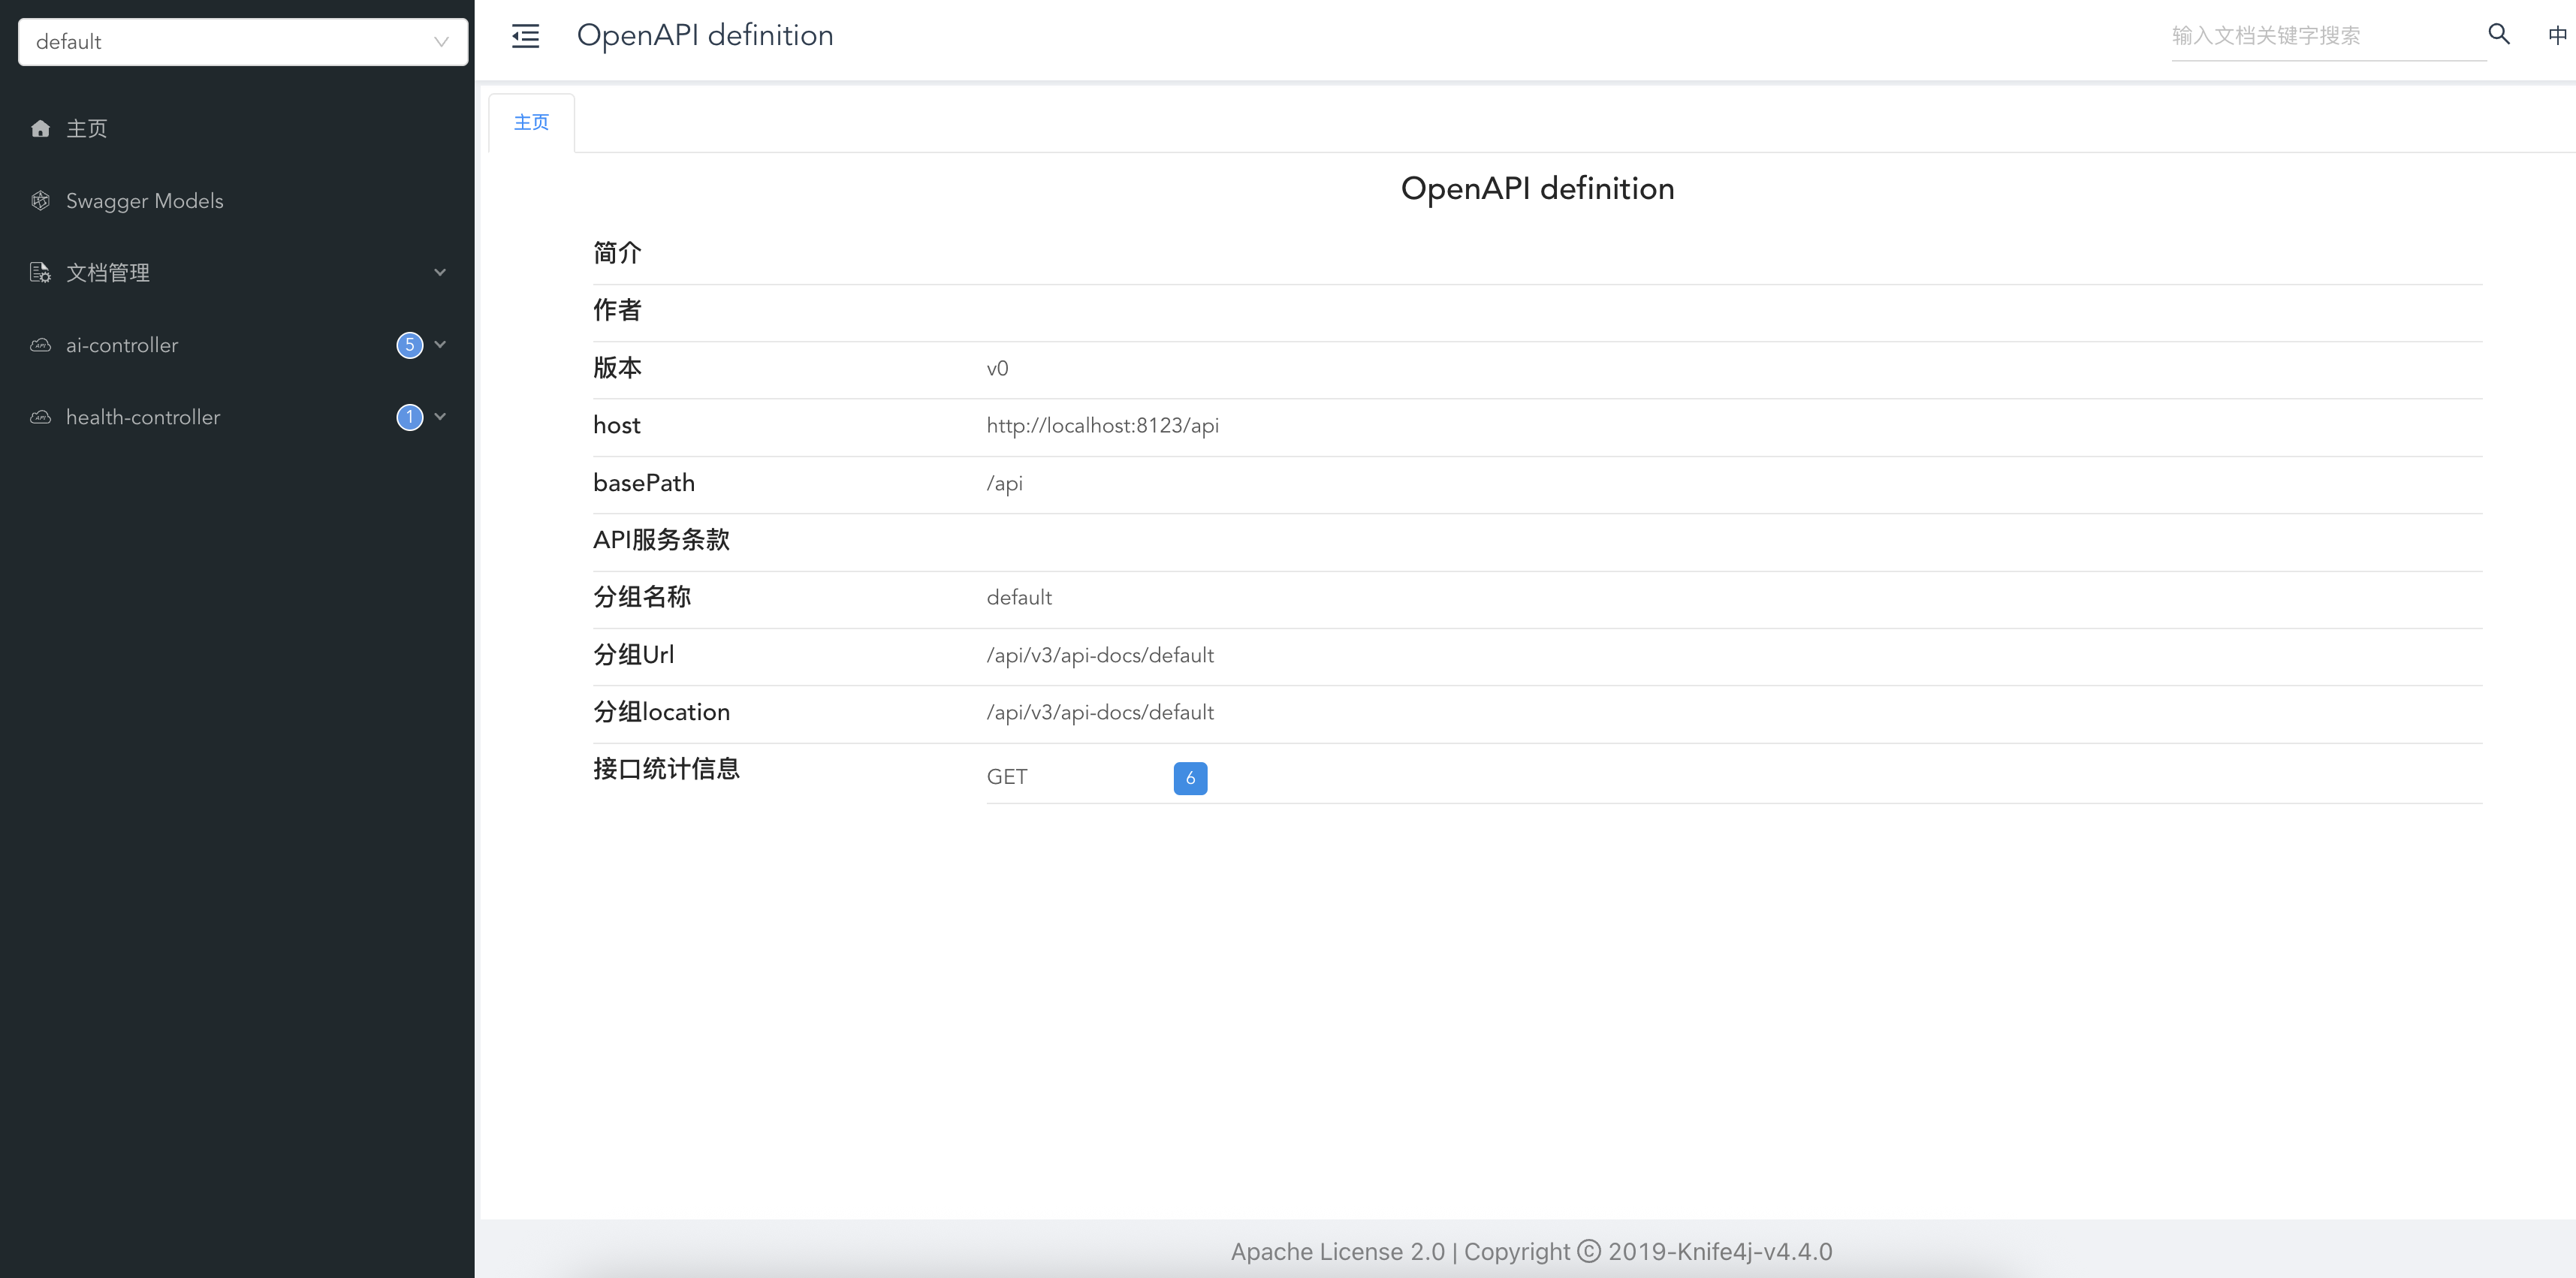 default
主页
Swagger Models
文档管理
ai-controller 5
health-controller 1
OpenAPI definition
输入文档关键字搜索
中
主页
OpenAPI definition
简介
作者
版本 v0
host http://localhost:8123/api
basePath /api
API服务条款
分组名称 default
分组Url /api/v3/api-docs/default
分组location /api/v3/api-docs/default
接口统计信息 GET 6
Apache License 2.0 | Copyright © 2019-Knife4j-v4.4.0